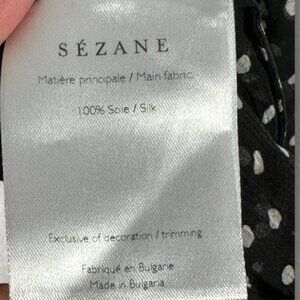 SÉZANE
Matière principale / Main fabric
100% Soie / Silk
Exclusive of decoration / trimming
Fabriqué en Bulgarie
Made in Bulgaria